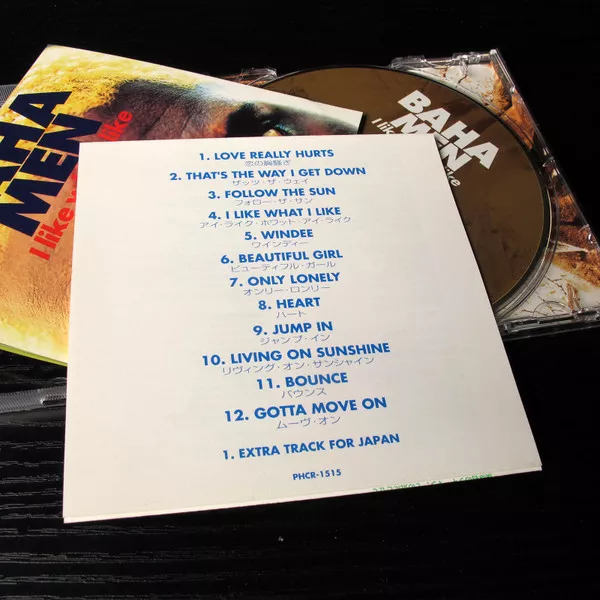 BAHA
MEN
I like what I like
BAHA
MEN
I like
1. LOVE REALLY HURTS
恋の胸騒ぎ
2. THAT'S THE WAY I GET DOWN
ザッツ・ザ・ウェイ
3. FOLLOW THE SUN
フォロー・ザ・サン
4. I LIKE WHAT I LIKE
アイ・ライク・ホワット・アイ・ライク
5. WINDEE
ウインディー
6. BEAUTIFUL GIRL
ビューティフル・ガール
7. ONLY LONELY
オンリー・ロンリー
8. HEART
ハート
9. JUMP IN
ジャンプ・イン
10. LIVING ON SUNSHINE
リヴィング・オン・サンシャイン
11. BOUNCE
バウンス
12. GOTTA MOVE ON
ムーヴ・オン
1. EXTRA TRACK FOR JAPAN
PHCR-1515